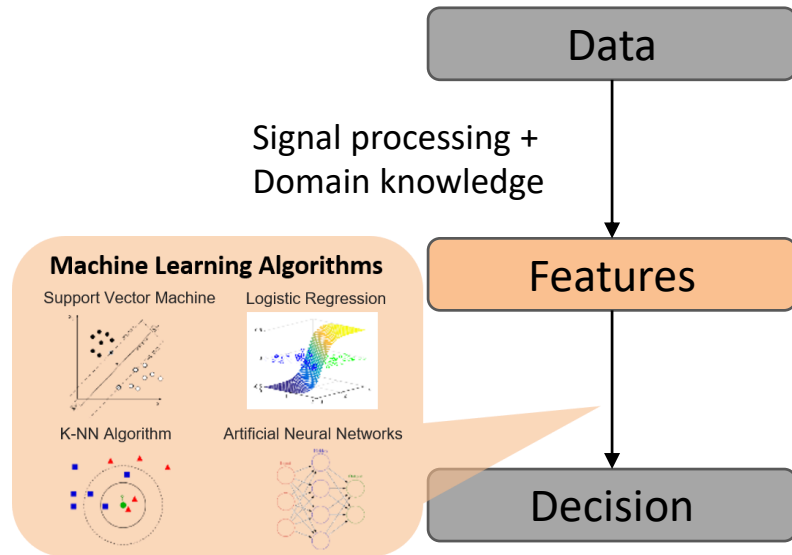 Data
Signal processing +
Domain knowledge
Features
Machine Learning Algorithms
Support Vector Machine
Logistic Regression
K-NN Algorithm
Artificial Neural Networks
Decision